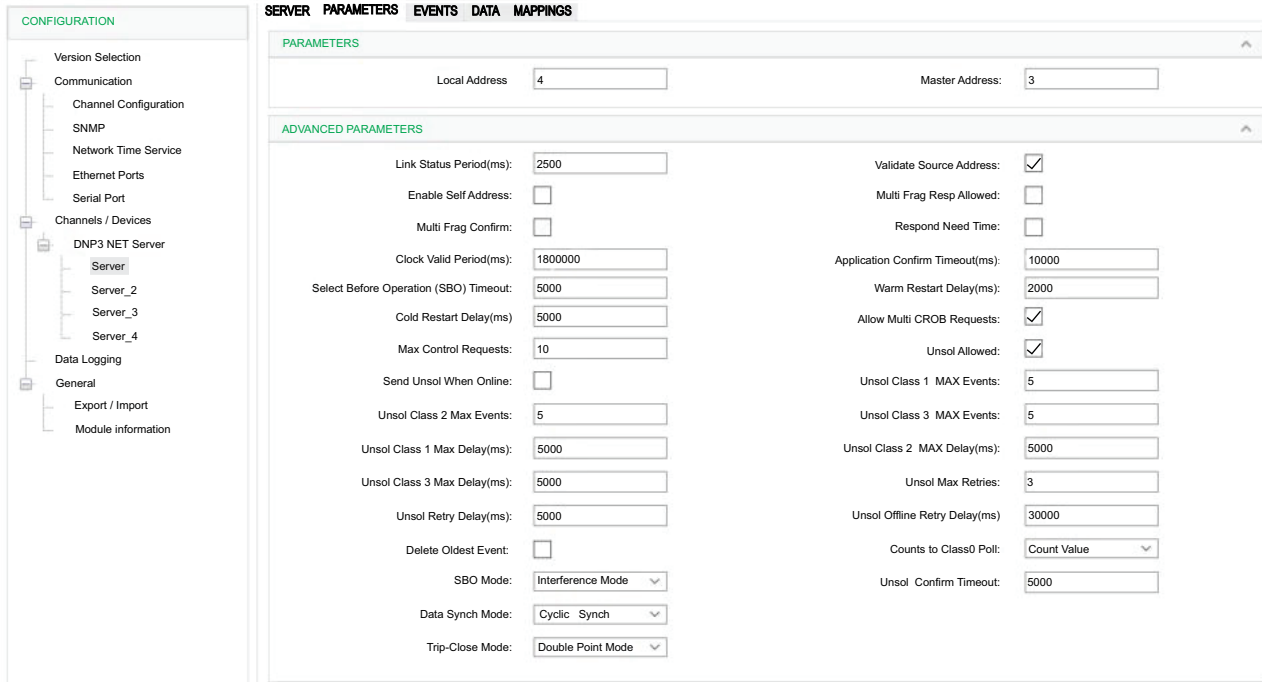 CONFIGURATION
Version Selection
Communication
Channel Configuration
SNMP
Network Time Service
Ethernet Ports
Serial Port
Channels / Devices
DNP3 NET Server
Server
Server_2
Server_3
Server_4
Data Logging
General
Export / Import
Module information
SERVER PARAMETERS EVENTS DATA MAPPINGS
PARAMETERS
Local Address 4 Master Address: 3
ADVANCED PARAMETERS
Link Status Period(ms): 2500 Validate Source Address:
Enable Self Address: Multi Frag Resp Allowed:
Multi Frag Confirm: Respond Need Time:
Clock Valid Period(ms): 1800000 Application Confirm Timeout(ms): 10000
Select Before Operation (SBO) Timeout: 5000 Warm Restart Delay(ms): 2000
Cold Restart Delay(ms) 5000 Allow Multi CROB Requests:
Max Control Requests: 10 Unsol Allowed:
Send Unsol When Online: Unsol Class 1 MAX Events: 5
Unsol Class 2 Max Events: 5 Unsol Class 3 MAX Events: 5
Unsol Class 1 Max Delay(ms): 5000 Unsol Class 2 MAX Delay(ms): 5000
Unsol Class 3 Max Delay(ms): 5000 Unsol Max Retries: 3
Unsol Retry Delay(ms): 5000 Unsol Offline Retry Delay(ms) 30000
Delete Oldest Event: Counts to Class0 Poll: Count Value
SBO Mode: Interference Mode Unsol Confirm Timeout: 5000
Data Synch Mode: Cyclic Synch
Trip-Close Mode: Double Point Mode